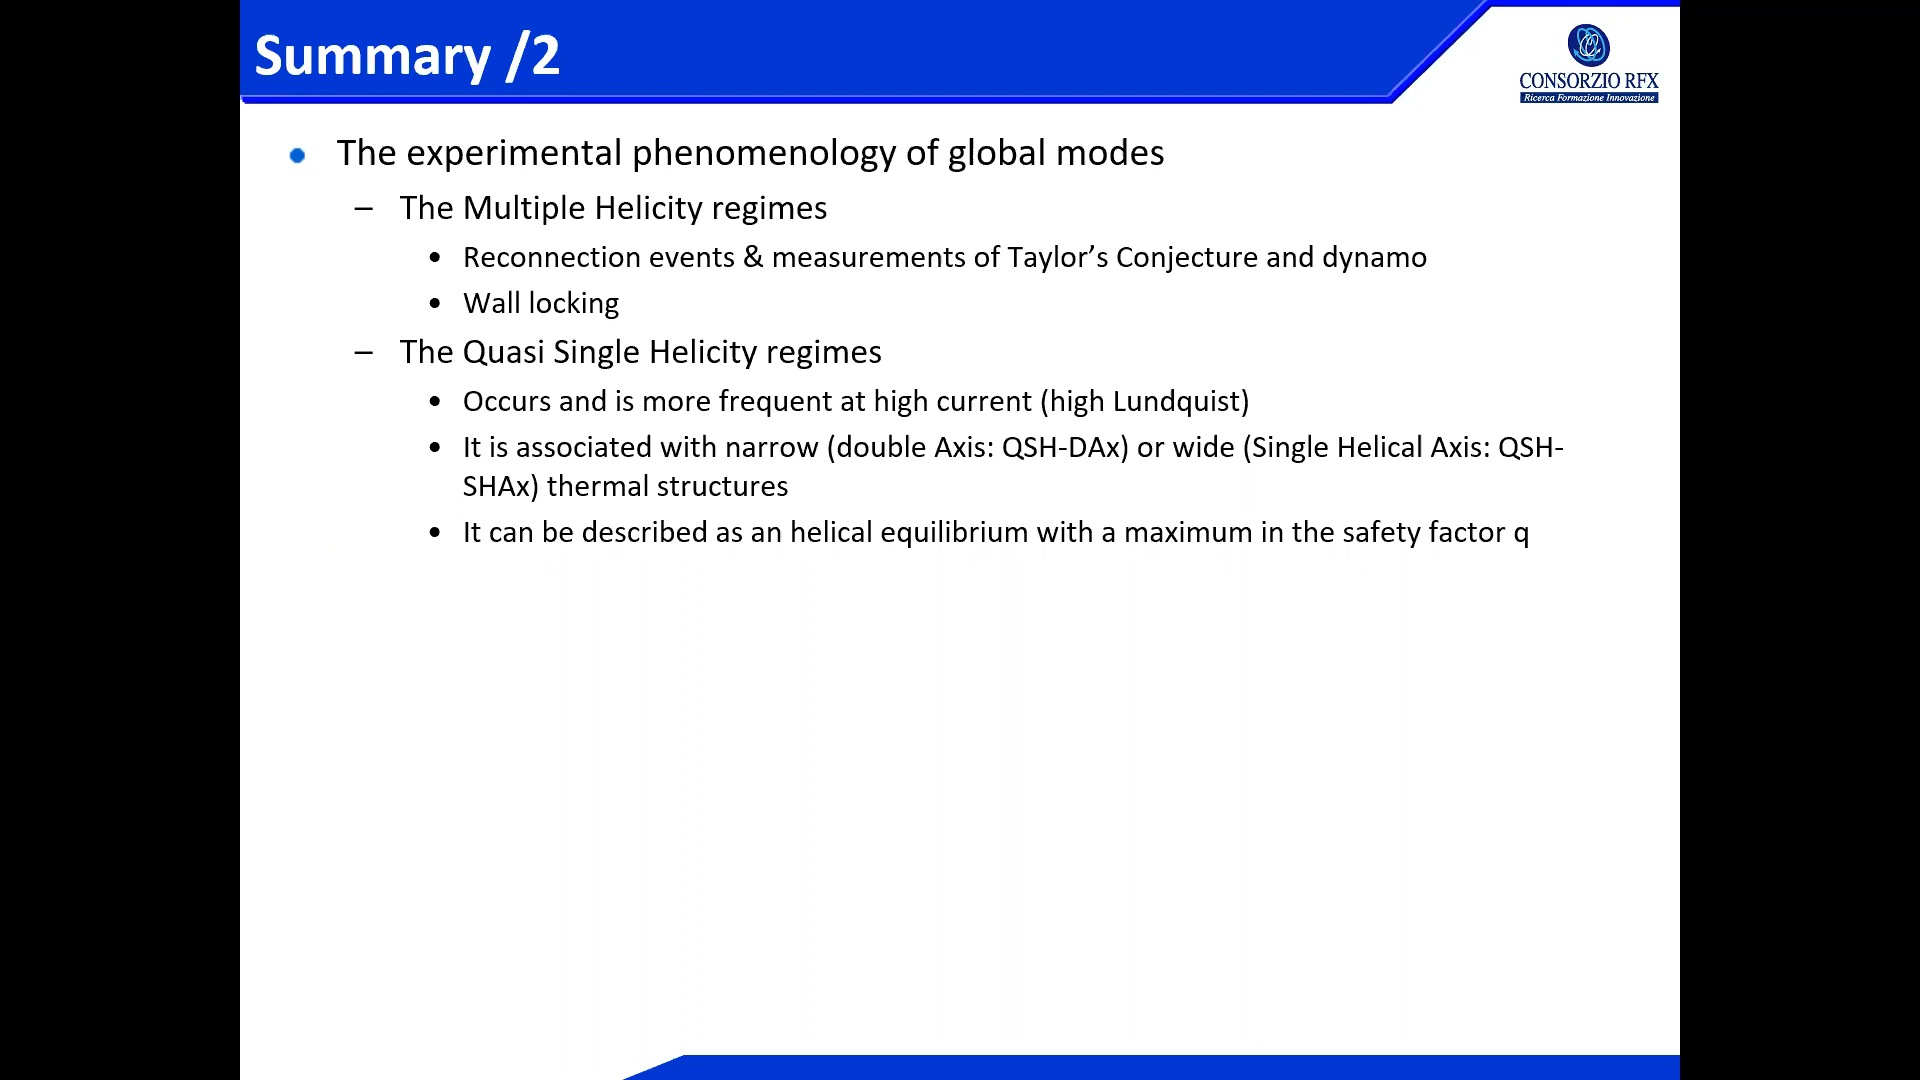 Summary /2
CONSORZIO RFX
Ricerca Formazione Innovazione
• The experimental phenomenology of global modes
– The Multiple Helicity regimes
• Reconnection events & measurements of Taylor’s Conjecture and dynamo
• Wall locking
– The Quasi Single Helicity regimes
• Occurs and is more frequent at high current (high Lundquist)
• It is associated with narrow (double Axis: QSH-DAx) or wide (Single Helical Axis: QSH-
SHAx) thermal structures
• It can be described as an helical equilibrium with a maximum in the safety factor q